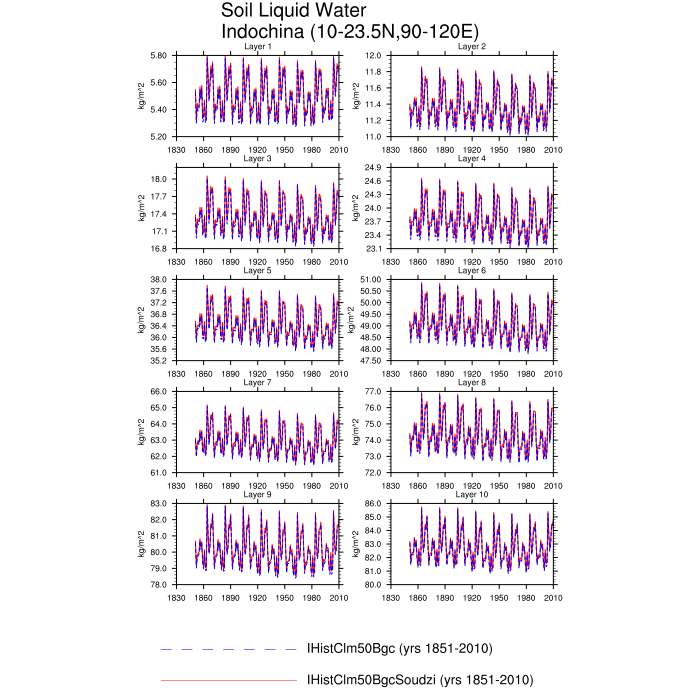 Soil Liquid Water
Indochina (10-23.5N,90-120E)
Layer 1
5.80
5.60
5.40
5.20
kg/m^2
1830 1860 1890 1920 1950 1980 2010
Layer 2
12.0
11.8
11.6
11.4
11.2
11.0
kg/m^2
1830 1860 1890 1920 1950 1980 2010
Layer 3
18.0
17.7
17.4
17.1
16.8
kg/m^2
1830 1860 1890 1920 1950 1980 2010
Layer 4
24.9
24.6
24.3
24.0
23.7
23.4
23.1
kg/m^2
1830 1860 1890 1920 1950 1980 2010
Layer 5
38.0
37.6
37.2
36.8
36.4
36.0
35.6
35.2
kg/m^2
1830 1860 1890 1920 1950 1980 2010
Layer 6
51.00
50.50
50.00
49.50
49.00
48.50
48.00
47.50
kg/m^2
1830 1860 1890 1920 1950 1980 2010
Layer 7
66.0
65.0
64.0
63.0
62.0
61.0
kg/m^2
1830 1860 1890 1920 1950 1980 2010
Layer 8
77.0
76.0
75.0
74.0
73.0
72.0
kg/m^2
1830 1860 1890 1920 1950 1980 2010
Layer 9
83.0
82.0
81.0
80.0
79.0
78.0
kg/m^2
1830 1860 1890 1920 1950 1980 2010
Layer 10
86.0
85.0
84.0
83.0
82.0
81.0
80.0
kg/m^2
1830 1860 1890 1920 1950 1980 2010
IHistClm50Bgc (yrs 1851-2010)
IHistClm50BgcSoudzi (yrs 1851-2010)